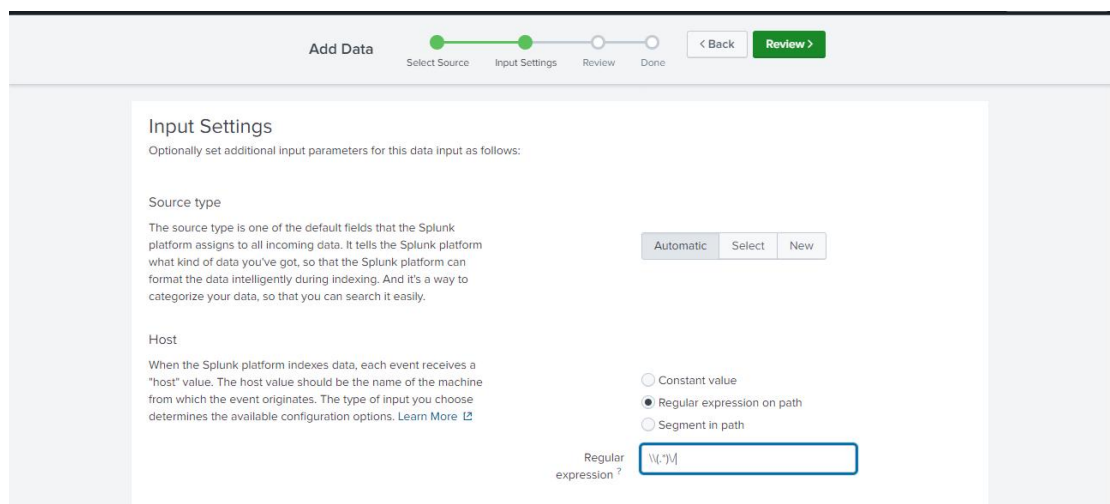 Add Data
Select Source
Input Settings
Review
Done
< Back
Review >
Input Settings
Optionally set additional input parameters for this data input as follows:
Source type
The source type is one of the default fields that the Splunk
platform assigns to all incoming data. It tells the Splunk platform
what kind of data you've got, so that the Splunk platform can
format the data intelligently during indexing. And it's a way to
categorize your data, so that you can search it easily.
Automatic Select New
Host
When the Splunk platform indexes data, each event receives a
"host" value. The host value should be the name of the machine
from which the event originates. The type of input you choose
determines the available configuration options. Learn More
Constant value
Regular expression on path
Segment in path
Regular
expression ?
\\(.*)\/